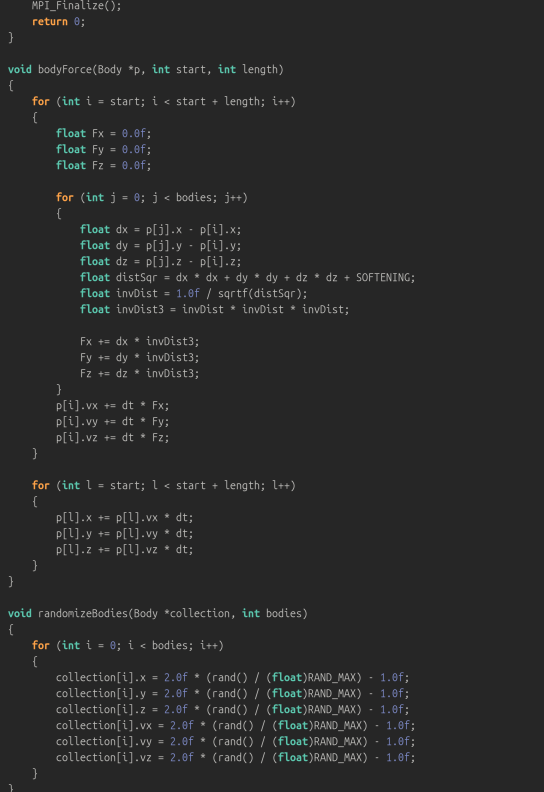 MPI_Finalize();
    return 0;
}

void bodyForce(Body *p, int start, int length)
{
    for (int i = start; i < start + length; i++)
    {
        float Fx = 0.0f;
        float Fy = 0.0f;
        float Fz = 0.0f;

        for (int j = 0; j < bodies; j++)
        {
            float dx = p[j].x - p[i].x;
            float dy = p[j].y - p[i].y;
            float dz = p[j].z - p[i].z;
            float distSqr = dx * dx + dy * dy + dz * dz + SOFTENING;
            float invDist = 1.0f / sqrtf(distSqr);
            float invDist3 = invDist * invDist * invDist;

            Fx += dx * invDist3;
            Fy += dy * invDist3;
            Fz += dz * invDist3;
        }
        p[i].vx += dt * Fx;
        p[i].vy += dt * Fy;
        p[i].vz += dt * Fz;
    }

    for (int l = start; l < start + length; l++)
    {
        p[l].x += p[l].vx * dt;
        p[l].y += p[l].vy * dt;
        p[l].z += p[l].vz * dt;
    }
}

void randomizeBodies(Body *collection, int bodies)
{
    for (int i = 0; i < bodies; i++)
    {
        collection[i].x = 2.0f * (rand() / (float)RAND_MAX) - 1.0f;
        collection[i].y = 2.0f * (rand() / (float)RAND_MAX) - 1.0f;
        collection[i].z = 2.0f * (rand() / (float)RAND_MAX) - 1.0f;
        collection[i].vx = 2.0f * (rand() / (float)RAND_MAX) - 1.0f;
        collection[i].vy = 2.0f * (rand() / (float)RAND_MAX) - 1.0f;
        collection[i].vz = 2.0f * (rand() / (float)RAND_MAX) - 1.0f;
    }
}